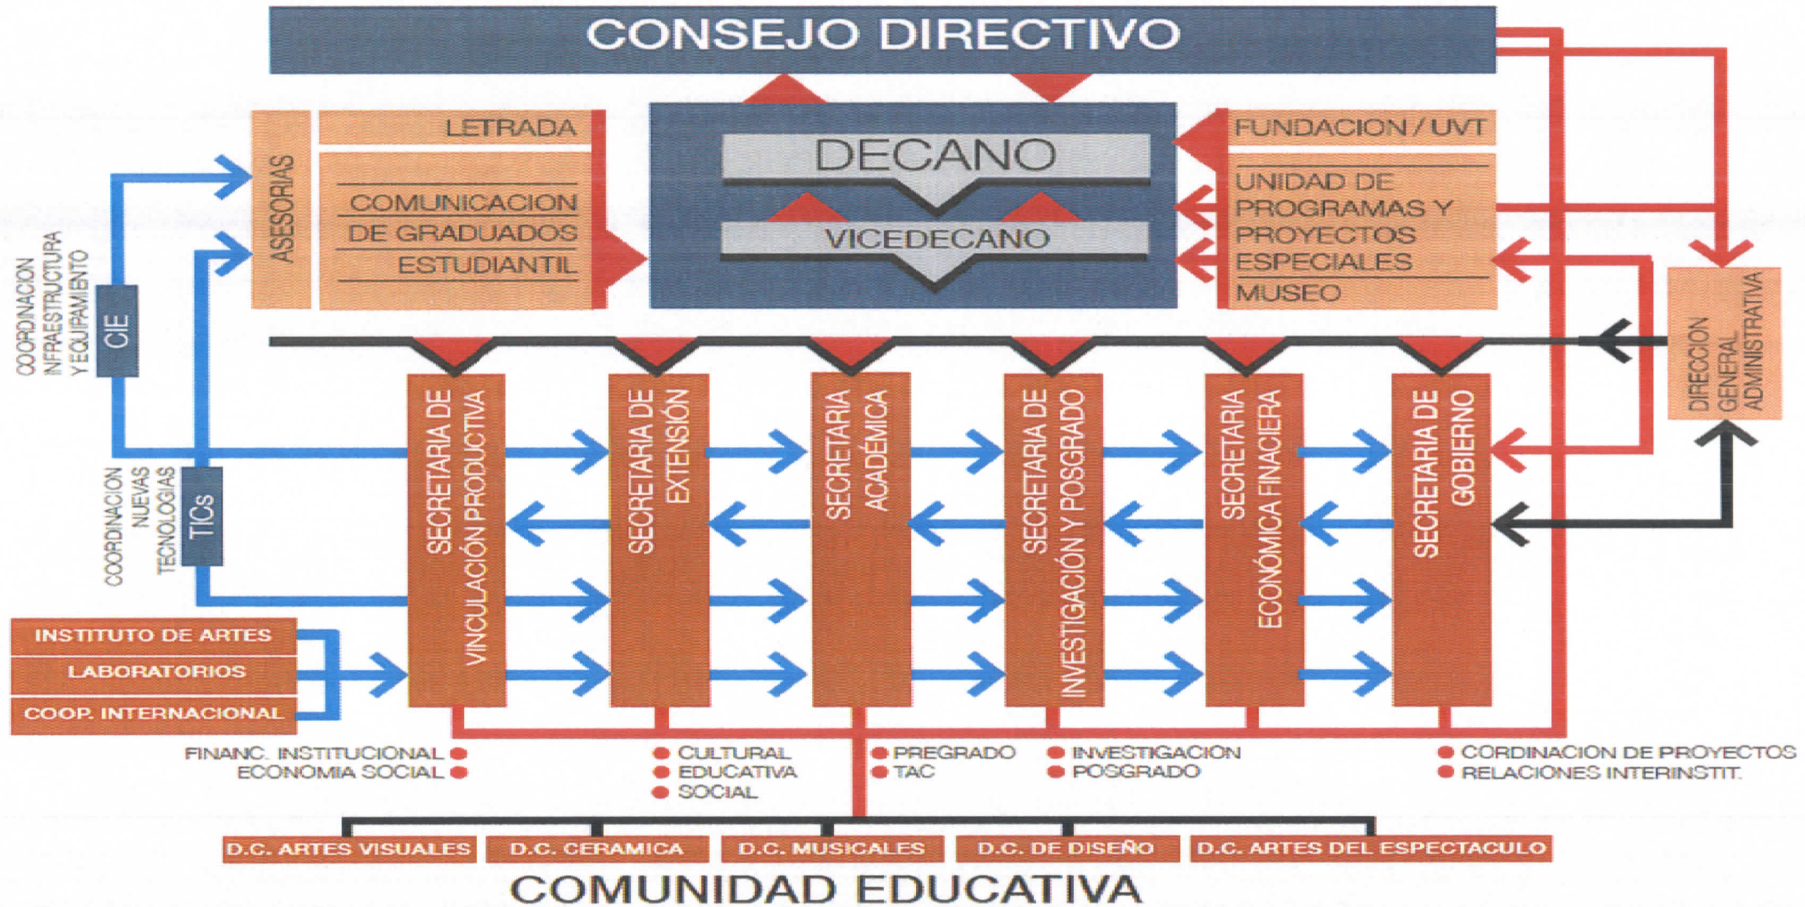 CONSEJO DIRECTIVO
ASESORIAS
LETRADA
COMUNICACION
DE GRADUADOS
ESTUDIANTIL
DECANO
VICEDECANO
FUNDACION / UVT
UNIDAD DE
PROGRAMAS Y
PROYECTOS
ESPECIALES
MUSEO
COORDINACION
INFRAESTRUCTURA
Y EQUIPAMIENTO
CIE
COORDINACION
NUEVAS
TECNOLOGIAS
TICs
DIRECCION
GENERAL
ADMINISTRATIVA
SECRETARIA DE
VINCULACIÓN PRODUCTIVA
SECRETARIA DE
EXTENSIÓN
SECRETARIA
ACADÉMICA
SECRETARIA DE
INVESTIGACIÓN Y POSGRADO
SECRETARIA
ECONÓMICA FINACIERA
SECRETARIA DE
GOBIERNO
INSTITUTO DE ARTES
LABORATORIOS
COOP. INTERNACIONAL
FINANC. INSTITUCIONAL
ECONOMIA SOCIAL
CULTURAL
EDUCATIVA
SOCIAL
PREGRADO
TAC
INVESTIGACIÓN
POSGRADO
CORDINACIÓN DE PROYECTOS
RELACIONES INTERINSTIT.
D.C. ARTES VISUALES
D.C. CERAMICA
D.C. MUSICALES
D.C. DE DISEÑO
D.C. ARTES DEL ESPECTACULO
COMUNIDAD EDUCATIVA